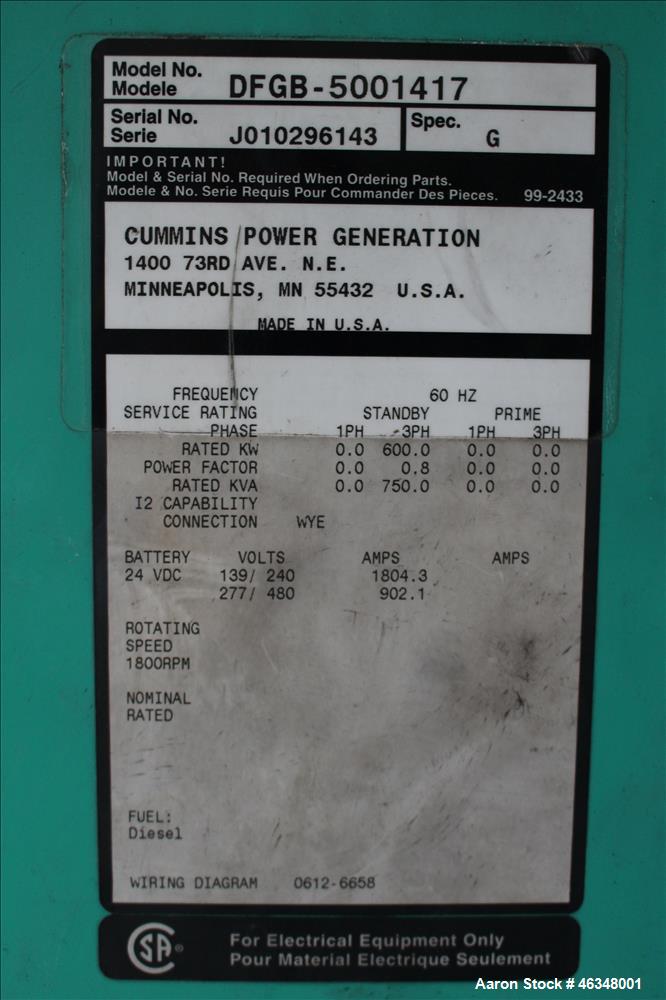 Model No.
Modele DFGB-5001417
Serial No.
Serie J010296143
Spec. G
IMPORTANT!
Model & Serial No. Required When Ordering Parts.
Modele & No. Serie Requis Pour Commander Des Pieces. 99-2433
CUMMINS POWER GENERATION
1400 73RD AVE. N.E.
MINNEAPOLIS, MN 55432 U.S.A.
MADE IN U.S.A.
FREQUENCY 60 HZ
SERVICE RATING STANDBY PRIME
PHASE 1PH 3PH 1PH 3PH
RATED KW 0.0 600.0 0.0 0.0
POWER FACTOR 0.0 0.8 0.0 0.0
RATED KVA 0.0 750.0 0.0 0.0
I2 CAPABILITY
CONNECTION WYE
BATTERY VOLTS AMPS AMPS
24 VDC 139/ 240 1804.3
277/ 480 902.1
ROTATING
SPEED
1800RPM
NOMINAL
RATED
FUEL:
Diesel
WIRING DIAGRAM 0612-6658
SA ®
For Electrical Equipment Only
Pour Material Electrique Seulement
Aaron Stock # 46348001